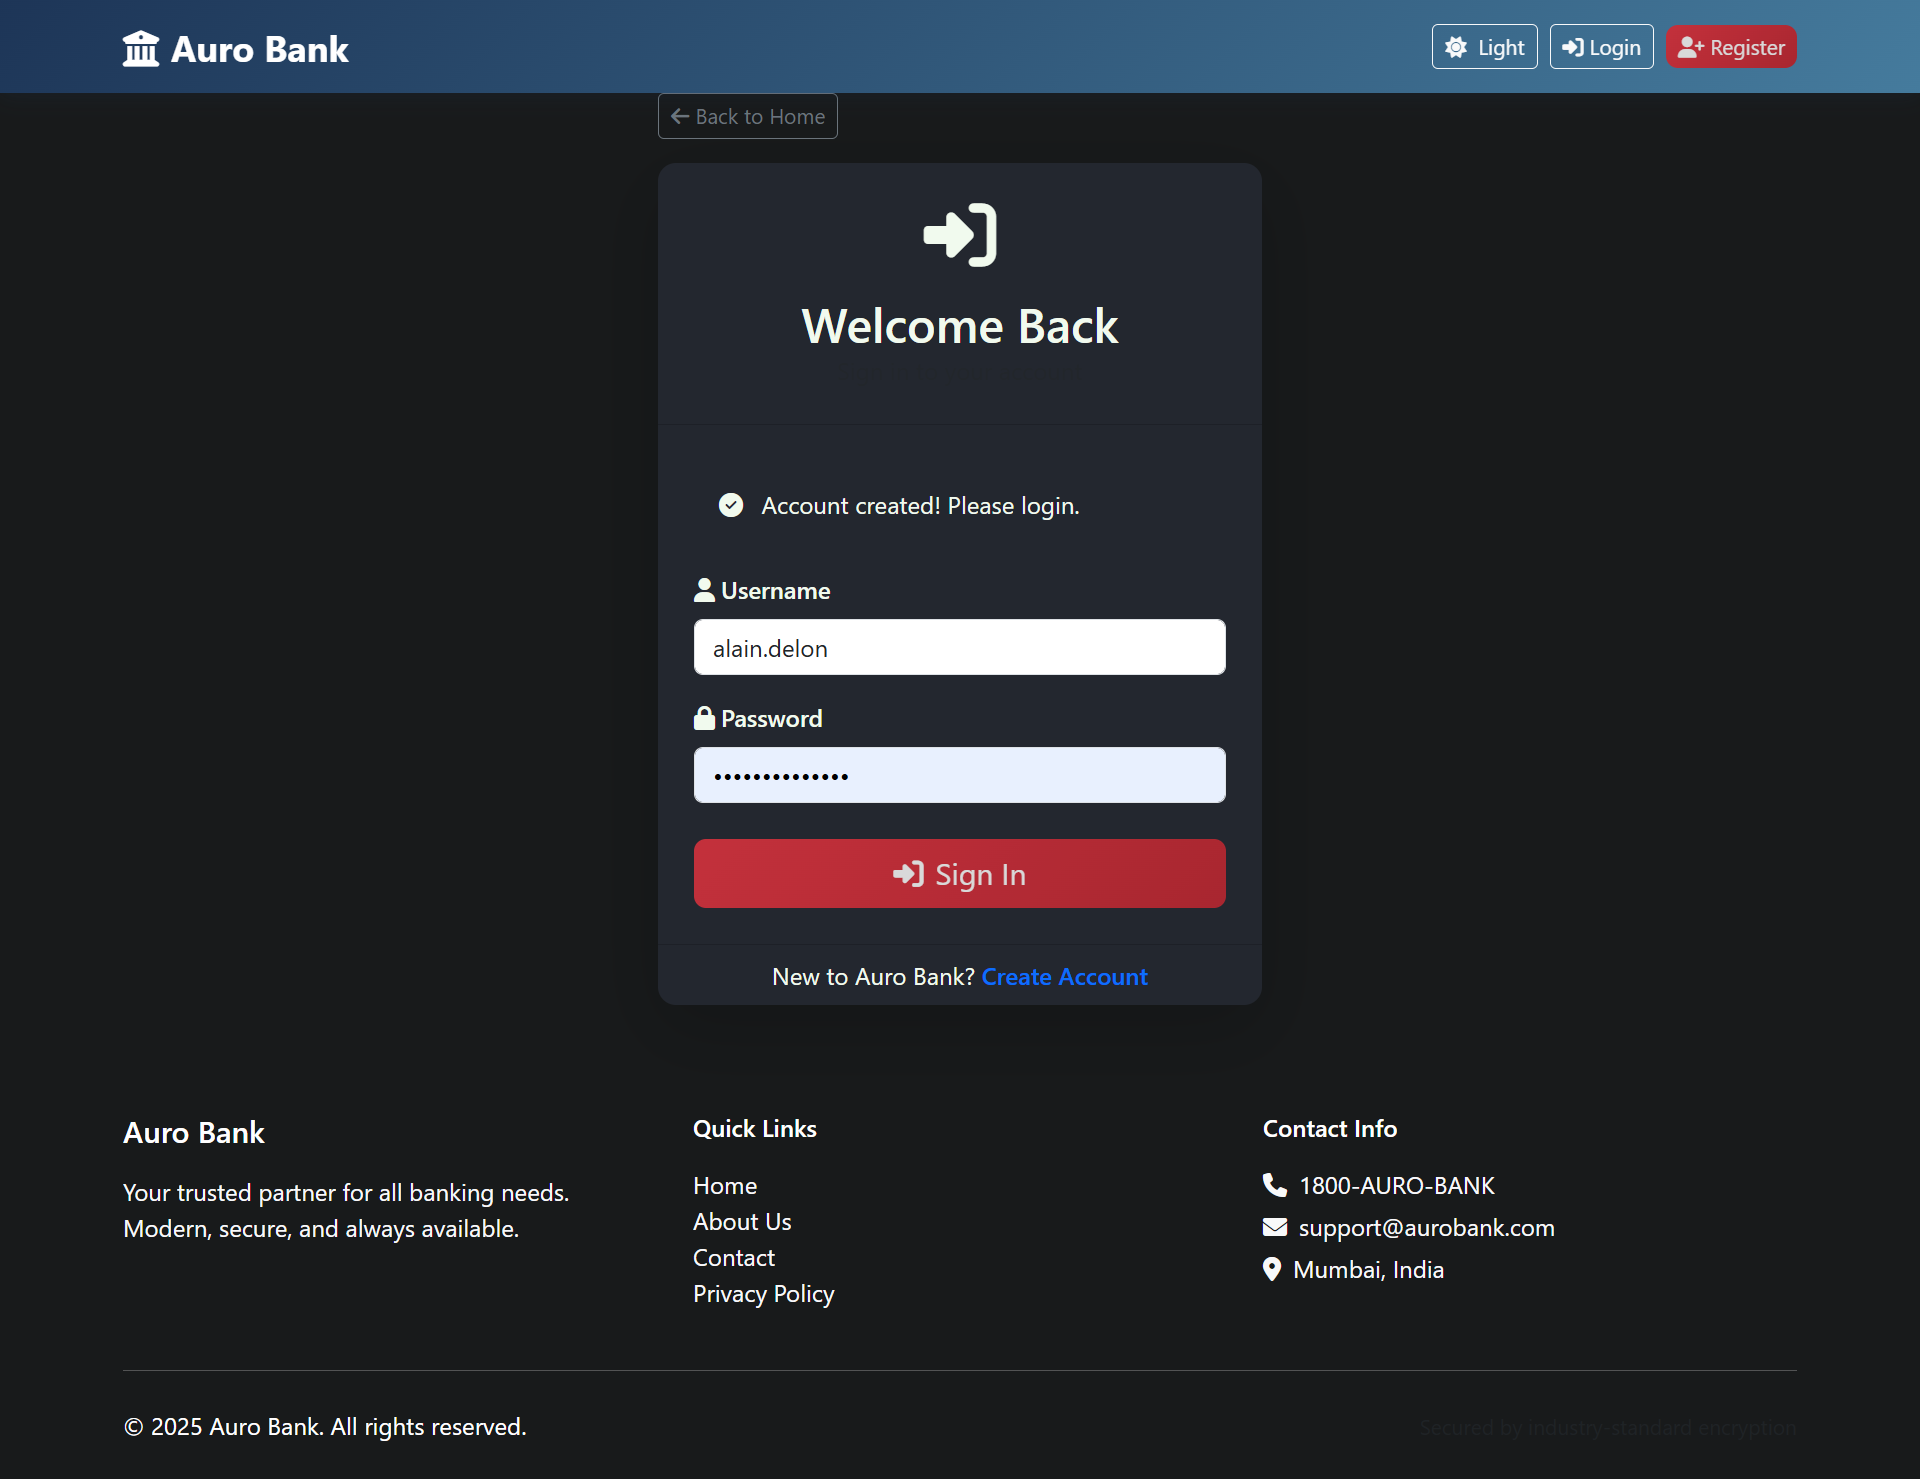 Auro Bank
Light
Login
Register
Back to Home
Welcome Back
Sign in to your account
Account created! Please login.
Username
alain.delon
Password
••••••••••••••
Sign In
New to Auro Bank? Create Account
Auro Bank
Your trusted partner for all banking needs.
Modern, secure, and always available.
Quick Links
Home
About Us
Contact
Privacy Policy
Contact Info
1800-AURO-BANK
support@aurobank.com
Mumbai, India
© 2025 Auro Bank. All rights reserved.
Secured by industry-standard encryption